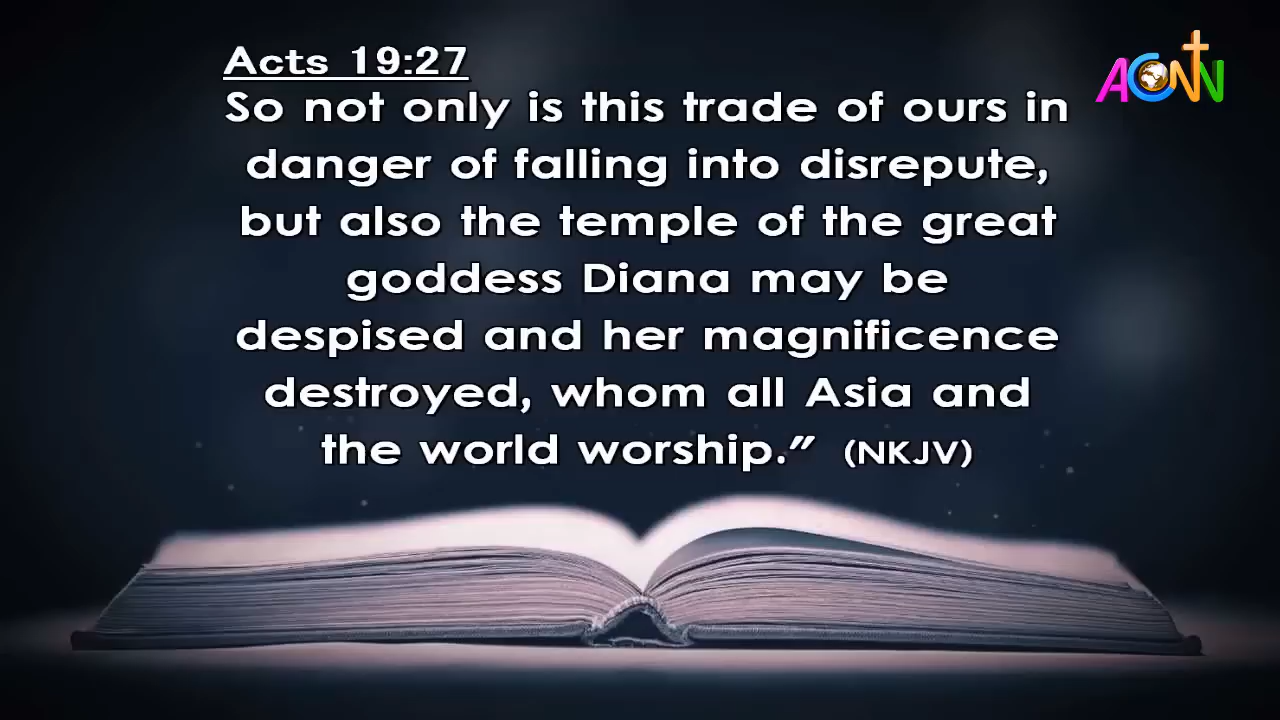 Acts 19:27
ACNN
So not only is this trade of ours in
danger of falling into disrepute,
but also the temple of the great
goddess Diana may be
despised and her magnificence
destroyed, whom all Asia and
the world worship.” (NKJV)